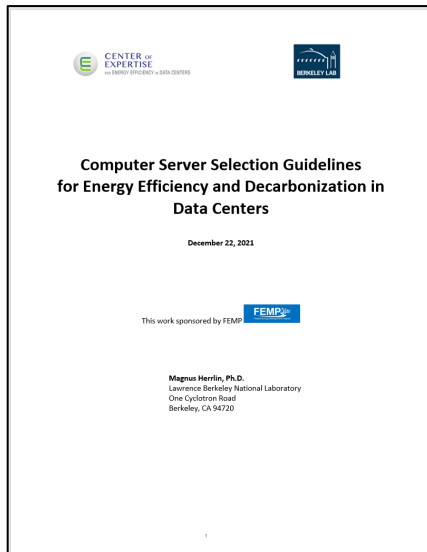 CENTER OF
EXPERTISE
FOR ENERGY EFFICIENCY IN DATA CENTERS
BERKELEY LAB
Computer Server Selection Guidelines
for Energy Efficiency and Decarbonization in
Data Centers
December 22, 2021
This work sponsored by FEMP
FEMP
Magnus Herrlin, Ph.D.
Lawrence Berkeley National Laboratory
One Cyclotron Road
Berkeley, CA 94720
1